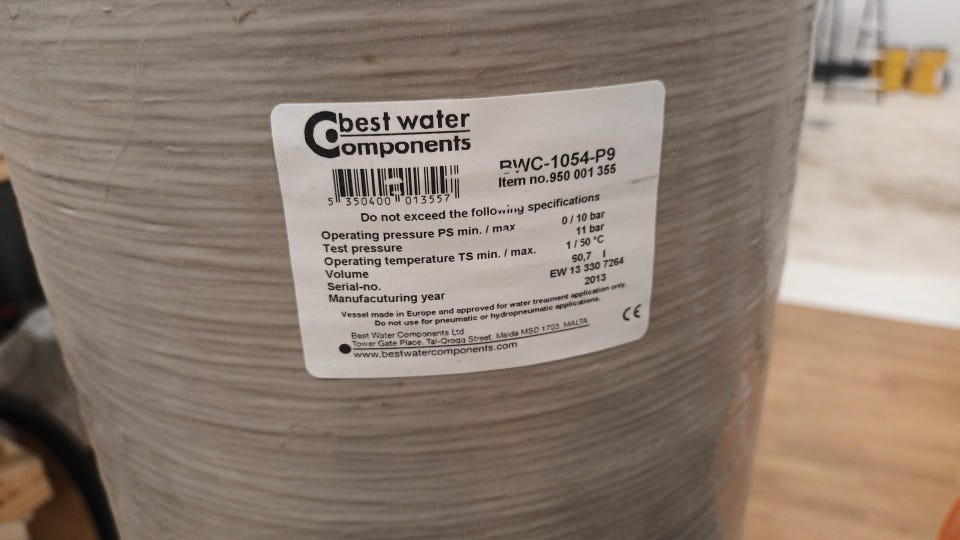 best water
Components
BWC-1054-P9
Item no.950 001 355
5 350400 013557
Do not exceed the following specifications
Operating pressure PS min. / max 0 / 10 bar
Test pressure 11 bar
Operating temperature TS min. / max. 1 / 50 °C
Volume 60,7 l
Serial-no. EW 13 330 7264
Manufacuturing year 2013
Vessel made in Europe and approved for water treatment application only.
Do not use for pneumatic or hydropneumatic applications.
CE
Best Water Components Ltd.
Tower Gate Place, Tal-Qroqq Street, Msida MSD 1703, MALTA
www.bestwatercomponents.com